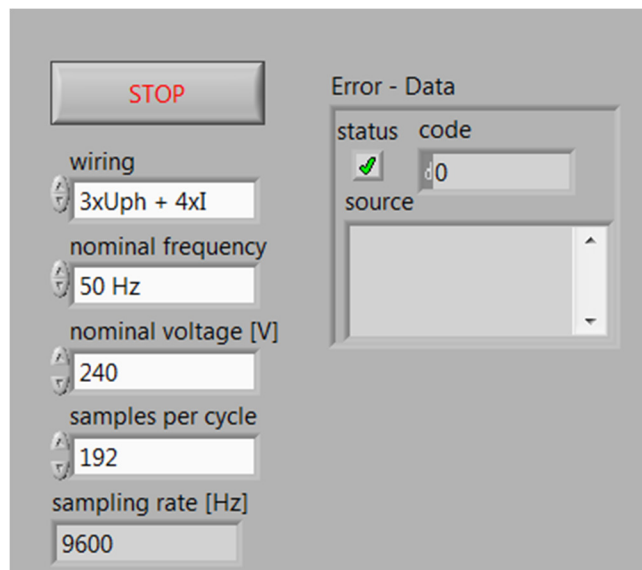 STOP
wiring
3xUph + 4xI
nominal frequency
50 Hz
nominal voltage [V]
240
samples per cycle
192
sampling rate [Hz]
9600
Error - Data
status code
d0
source